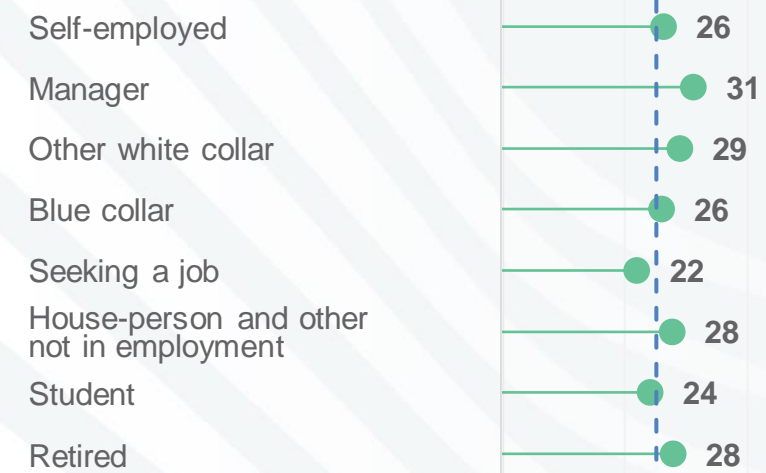 Self-employed 26
Manager 31
Other white collar 29
Blue collar 26
Seeking a job 22
House-person and other
not in employment 28
Student 24
Retired 28